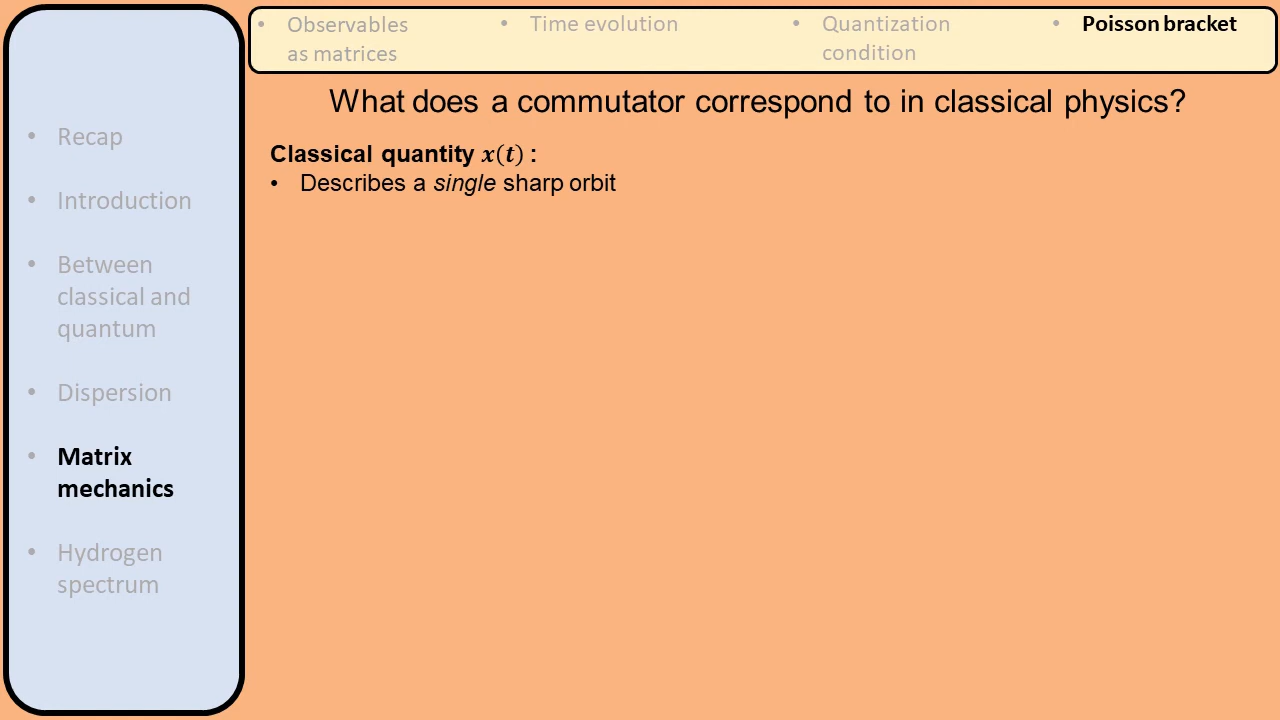 • Observables
as matrices
• Time evolution
• Quantization
condition
• Poisson bracket
What does a commutator correspond to in classical physics?
• Recap
• Introduction
• Between
classical and
quantum
• Dispersion
• Matrix
mechanics
• Hydrogen
spectrum
Classical quantity x(t) :
• Describes a single sharp orbit